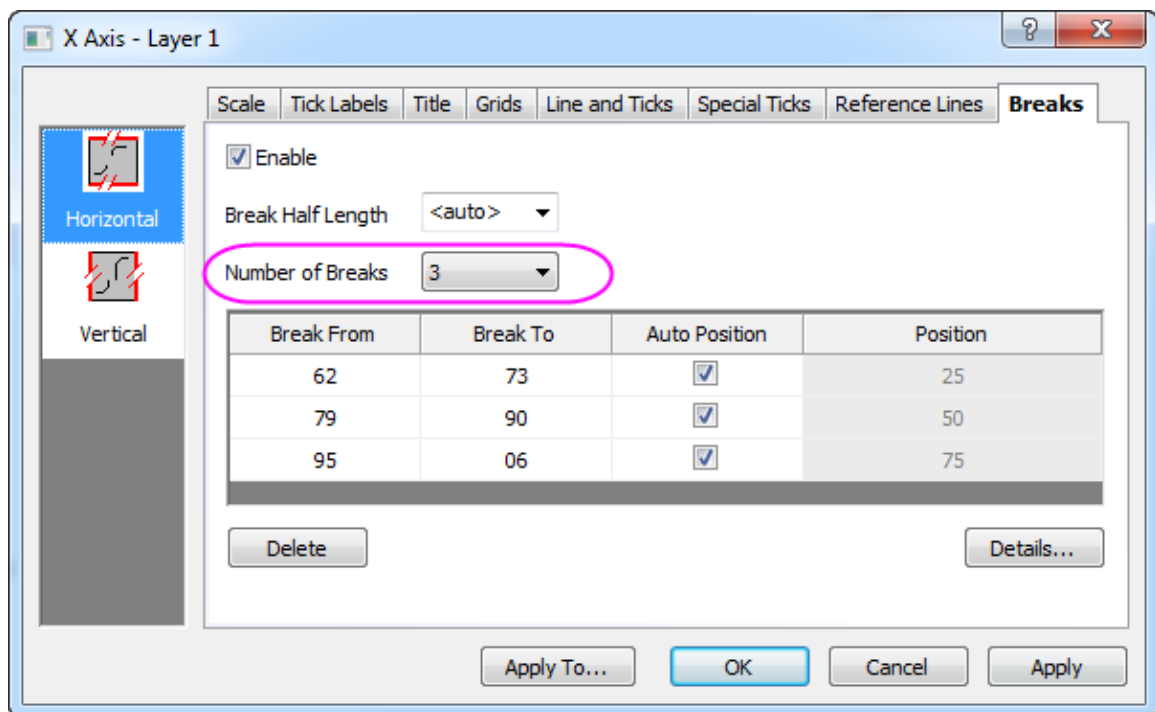 X Axis - Layer 1
Scale Tick Labels Title Grids Line and Ticks Special Ticks Reference Lines Breaks
Horizontal
Vertical
Enable
Break Half Length <auto>
Number of Breaks 3
Break From Break To Auto Position Position
62 73 25
79 90 50
95 06 75
Delete Details...
Apply To... OK Cancel Apply